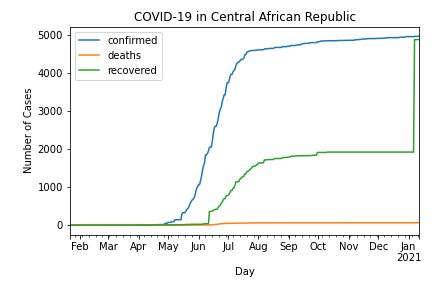 COVID-19 in Central African Republic
confirmed
deaths
recovered
Number of Cases
5000
4000
3000
2000
1000
0
Feb Mar Apr May Jun Jul Aug Sep Oct Nov Dec Jan
2021
Day